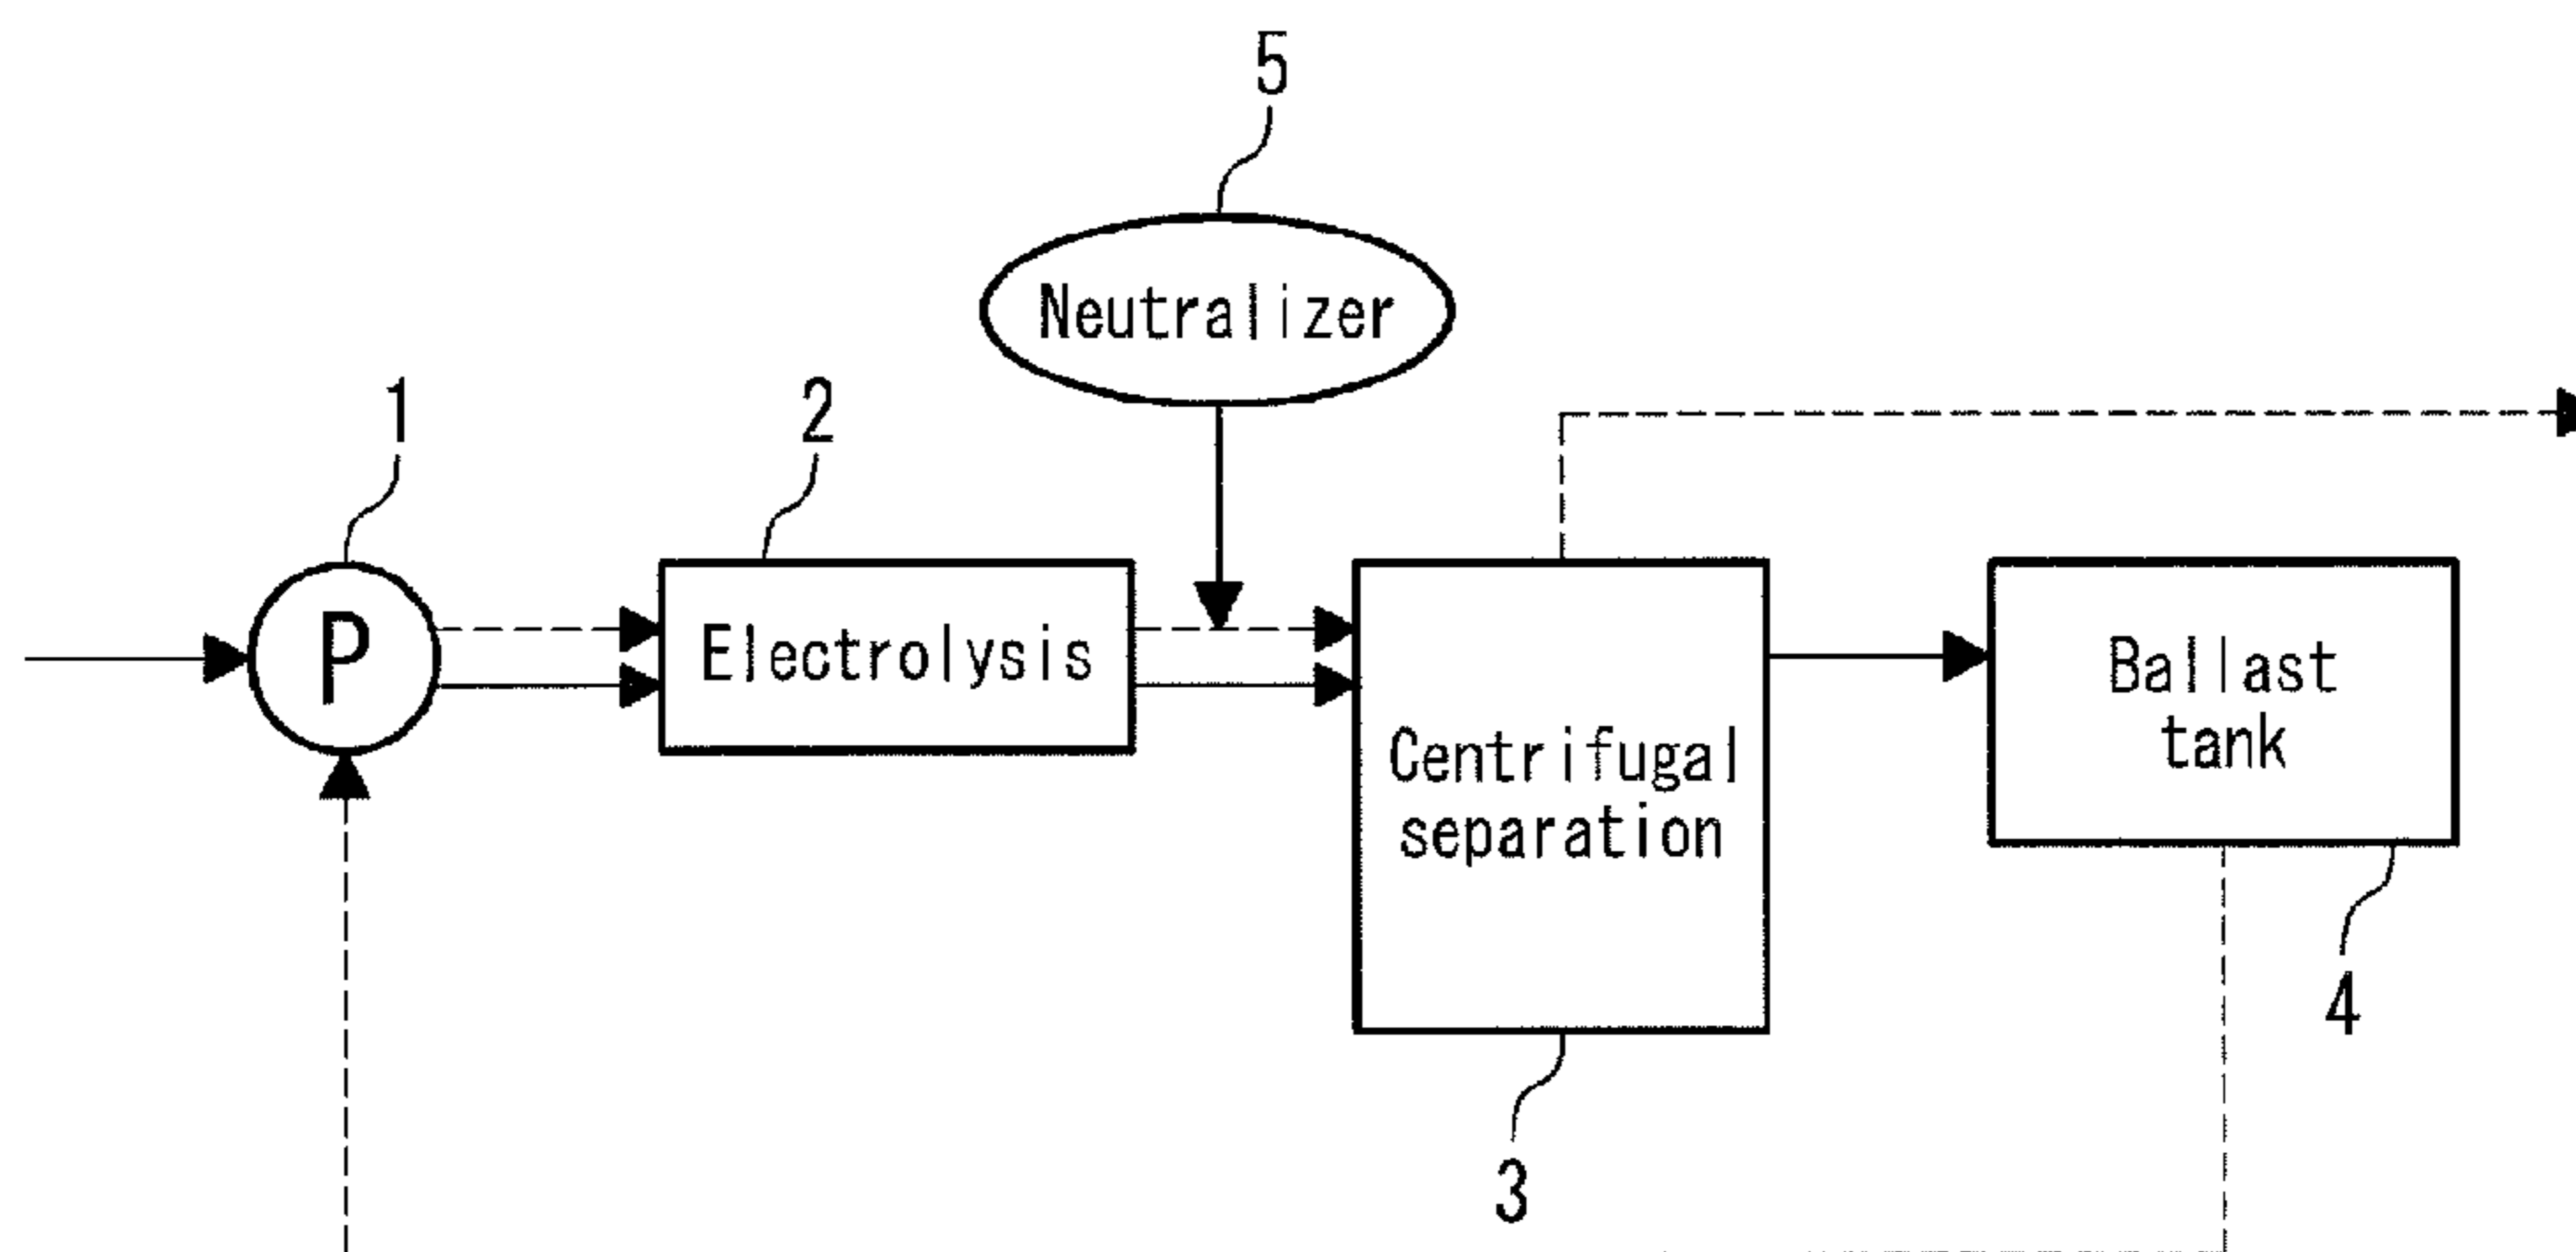 5
Neutralizer
1
2
P
Electrolysis
Centrifugal
separation
Ballast
tank
4
3